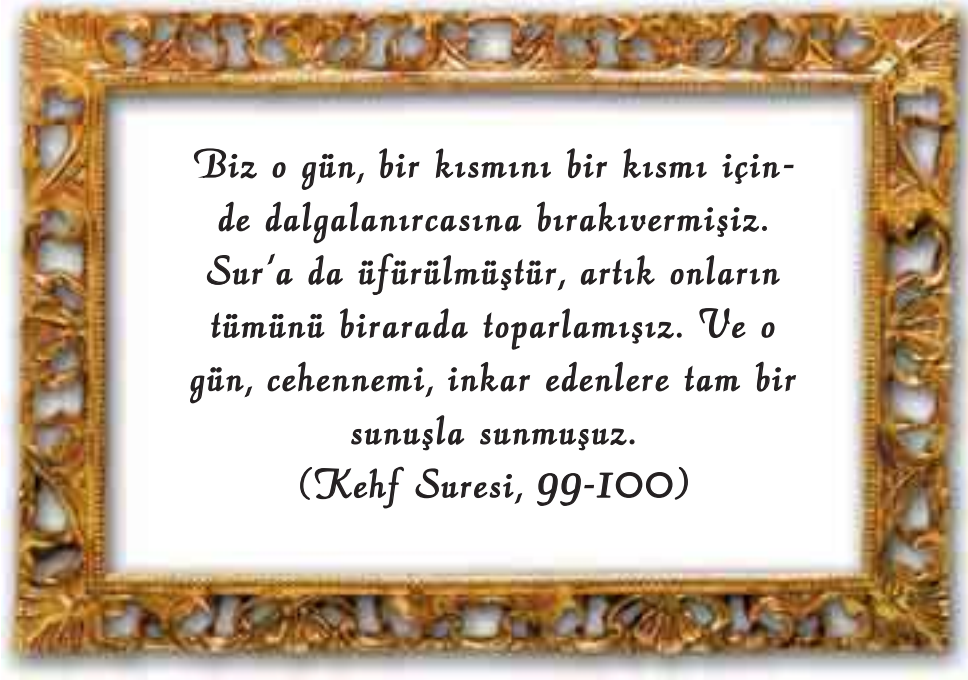 Biz o gün, bir kısmını bir kısmı için-
de dalgalanırcasına bırakıvermişiz.
Sur'a da üfürülmüştür, artık onların
tümünü birarada toparlamışız. Ve o
gün, cehennemi, inkar edenlere tam bir
sunuşla sunmuşuz.
(Kehf Suresi, 99-100)